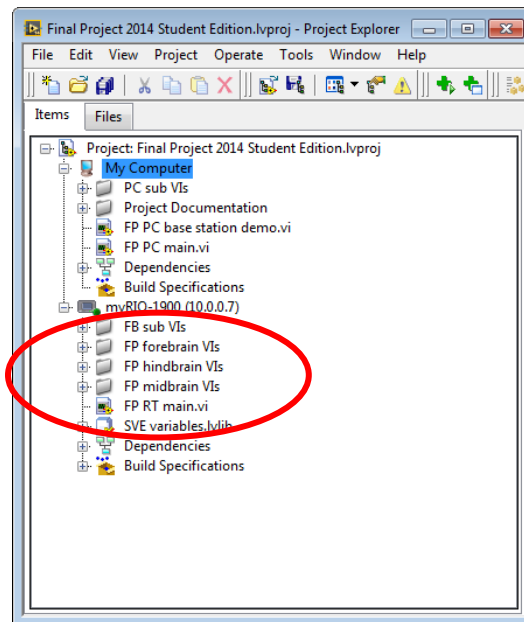 Final Project 2014 Student Edition.lvproj - Project Explorer
File Edit View Project Operate Tools Window Help
Items Files
Project: Final Project 2014 Student Edition.lvproj
My Computer
PC sub VIs
Project Documentation
FP PC base station demo.vi
FP PC main.vi
Dependencies
Build Specifications
myRIO-1900 (10.0.0.7)
FB sub VIs
FP forebrain VIs
FP hindbrain VIs
FP midbrain VIs
FP RT main.vi
SVE variables.lvlib
Dependencies
Build Specifications